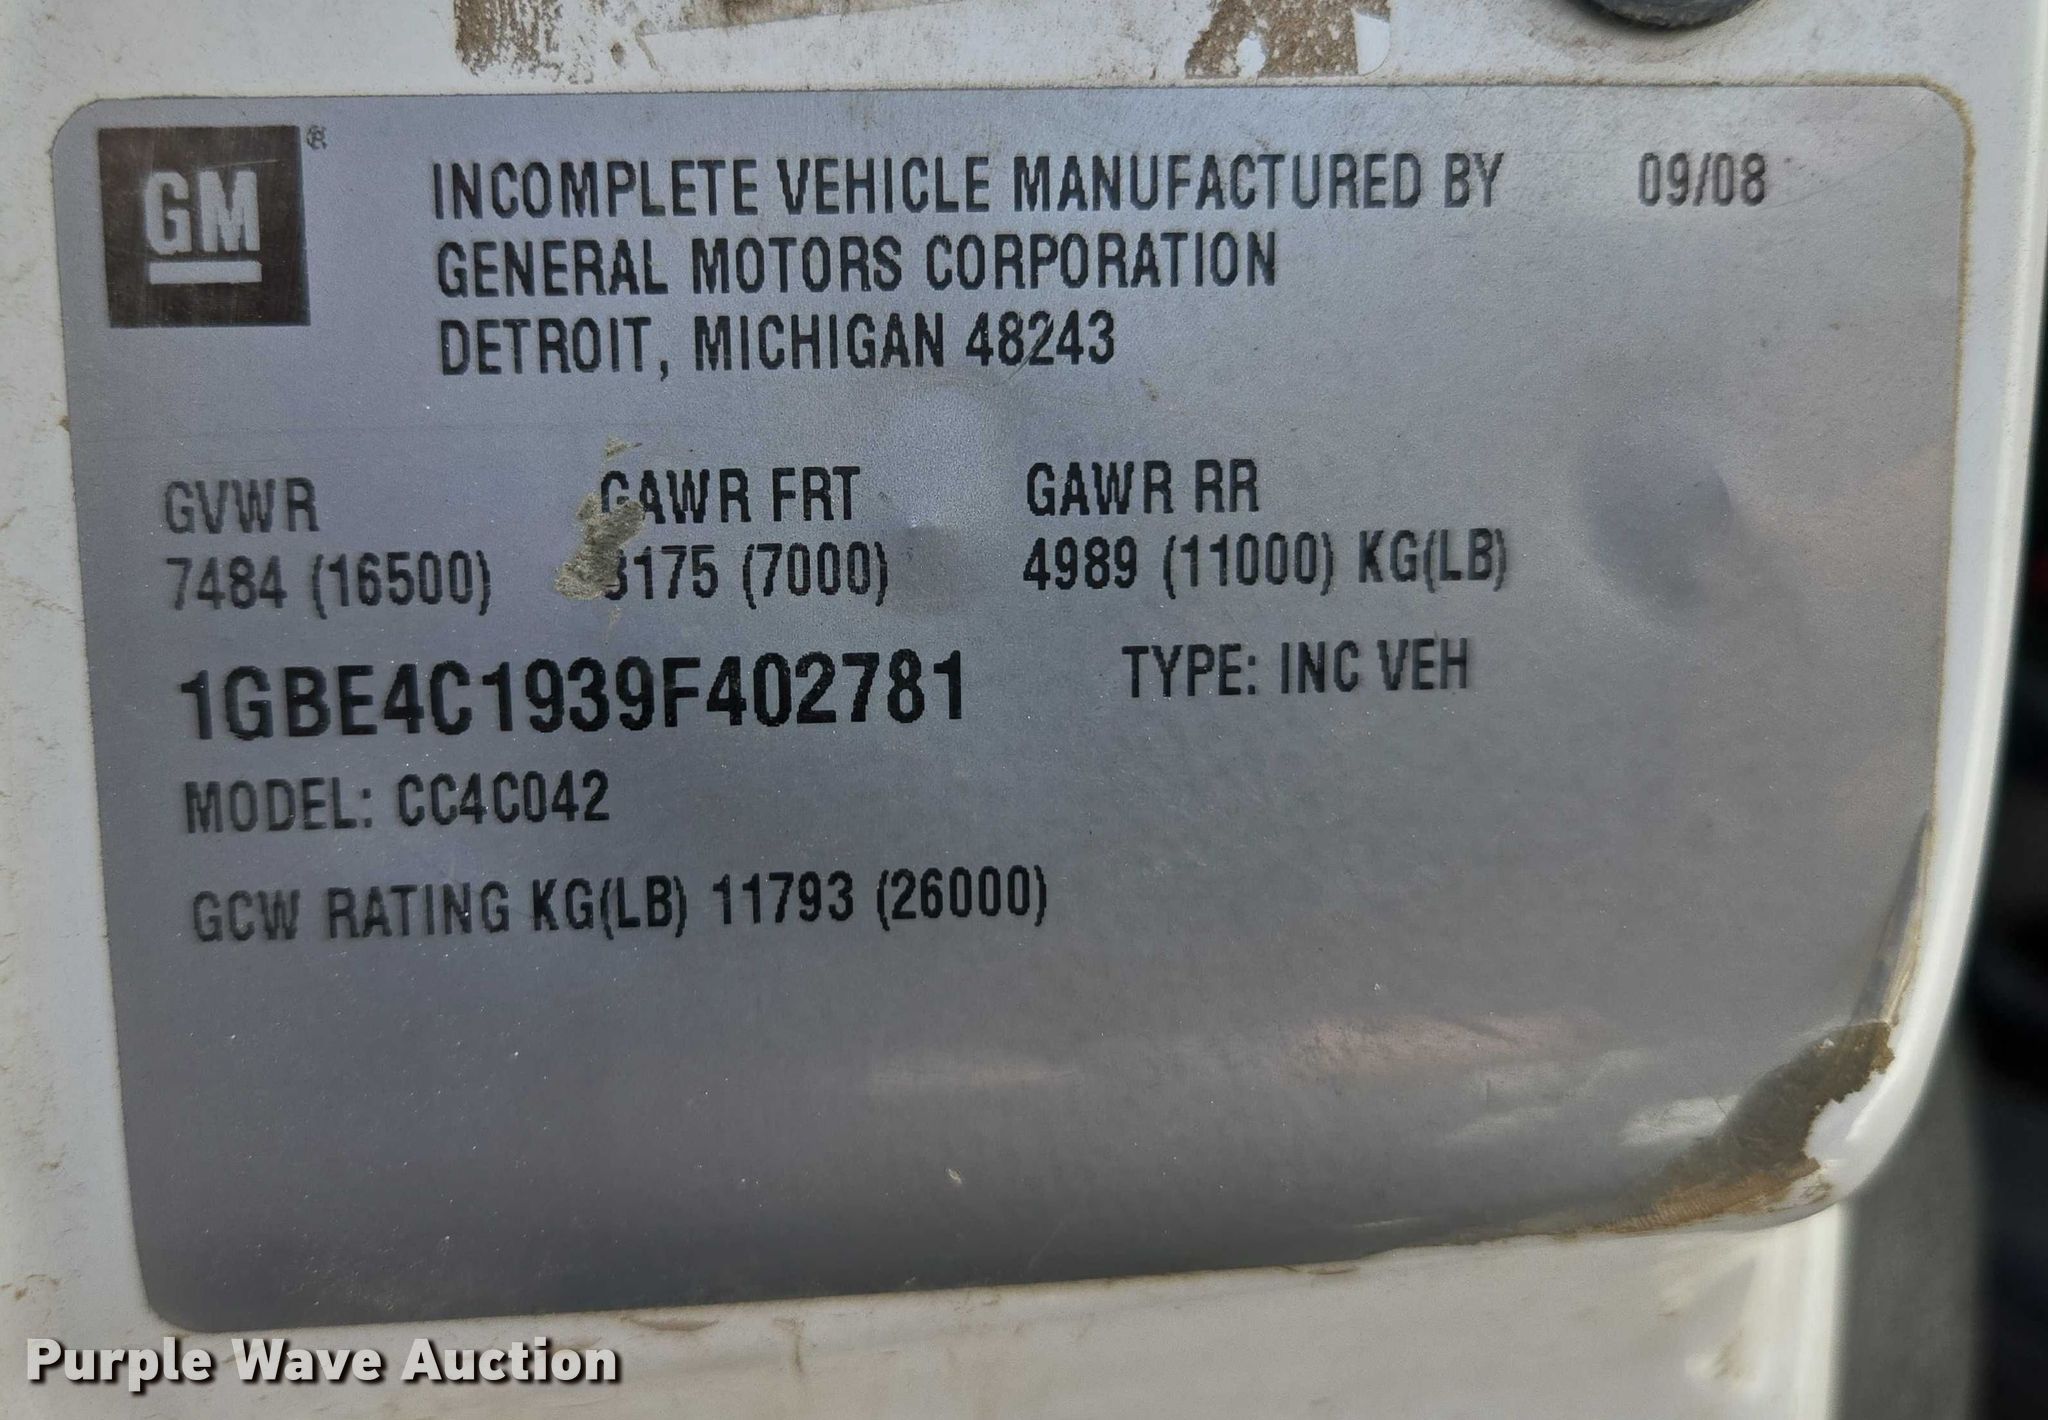 GM ®
INCOMPLETE VEHICLE MANUFACTURED BY 09/08
GENERAL MOTORS CORPORATION
DETROIT, MICHIGAN 48243
GVWR GAWR FRT GAWR RR
7484 (16500) 3175 (7000) 4989 (11000) KG(LB)
1GBE4C1939F402781 TYPE: INC VEH
MODEL: CC4C042
GCW RATING KG(LB) 11793 (26000)
Purple Wave Auction